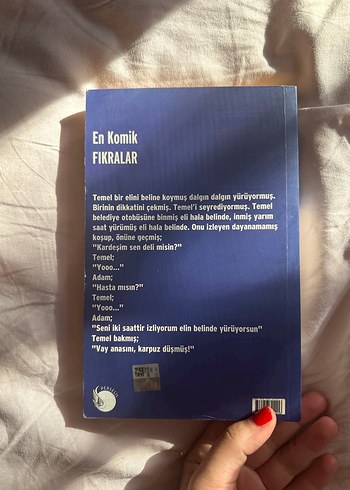 En Komik
FIKRALAR
Temel bir elini beline koymuş dalgın dalgın yürüyormuş.
Birinin dikkatini çekmiş. Temel'i seyrediyormuş. Temel
belediye otobüsüne binmiş eli hala belinde, inmiş yarım
saat yürümüş eli hala belinde. Onu izleyen dayanamamış
koşup, önüne geçmiş;
"Kardeşim sen deli misin?"
Temel;
"Yooo..."
Adam;
"Hasta mısın?"
Temel;
"Yooo..."
Adam;
"Seni iki saattir izliyorum elin belinde yürüyorsun"
Temel bakmış;
"Vay anasını, karpuz düşmüş!"